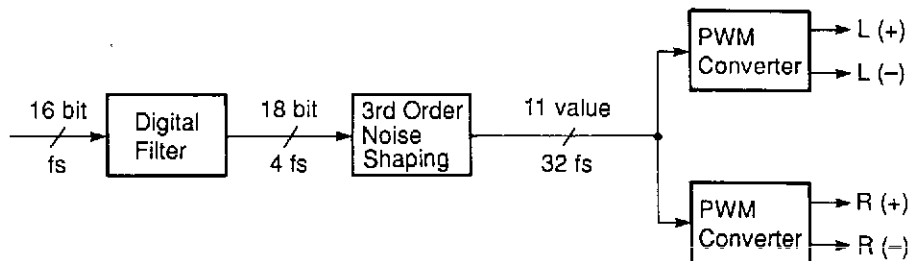 16 bit
fs
Digital
Filter
18 bit
4 fs
3rd Order
Noise
Shaping
11 value
32 fs
PWM
Converter
L (+)
L (–)
PWM
Converter
R (+)
R (–)